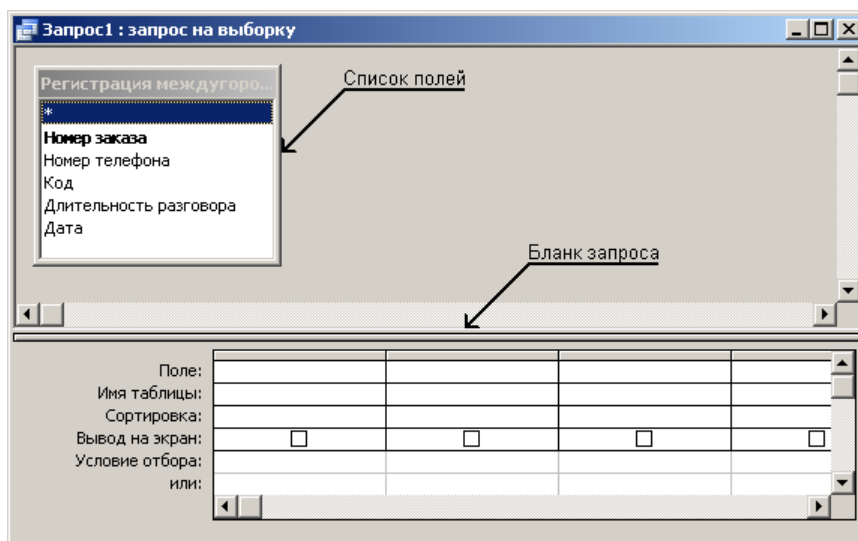 Запрос1 : запрос на выборку
Регистрация междугоро...
Список полей
*
Номер заказа
Номер телефона
Код
Длительность разговора
Дата
Бланк запроса
Поле:
Имя таблицы:
Сортировка:
Вывод на экран:
Условие отбора:
или: